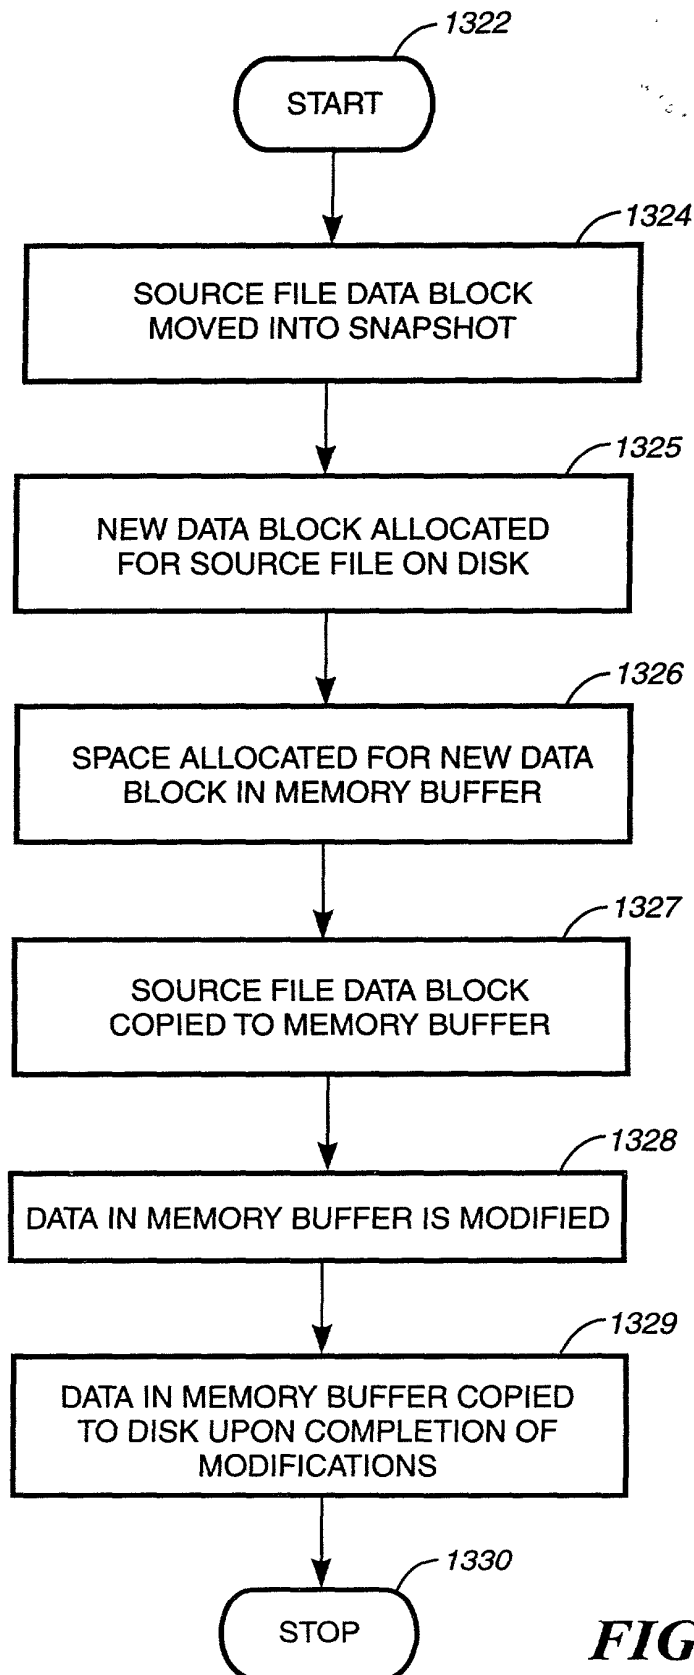 1322
START
1324
SOURCE FILE DATA BLOCK
MOVED INTO SNAPSHOT
1325
NEW DATA BLOCK ALLOCATED
FOR SOURCE FILE ON DISK
1326
SPACE ALLOCATED FOR NEW DATA
BLOCK IN MEMORY BUFFER
1327
SOURCE FILE DATA BLOCK
COPIED TO MEMORY BUFFER
1328
DATA IN MEMORY BUFFER IS MODIFIED
1329
DATA IN MEMORY BUFFER COPIED
TO DISK UPON COMPLETION OF
MODIFICATIONS
1330
STOP
FIG